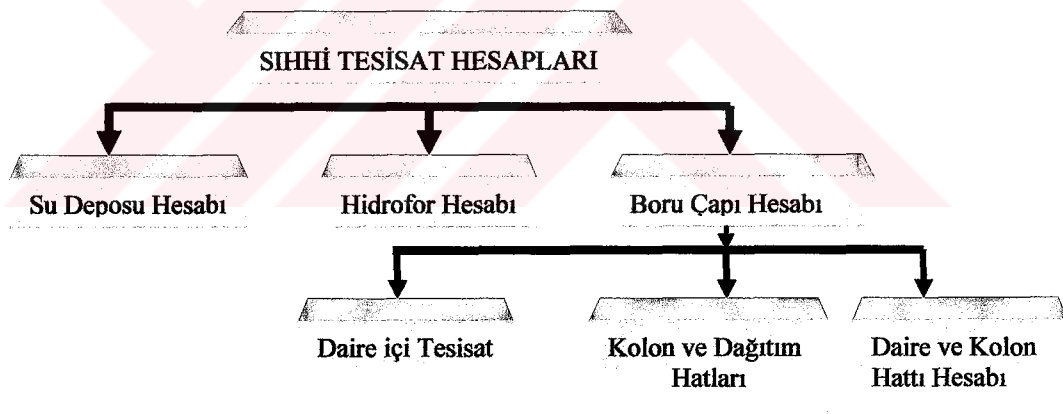 SIHHİ TESİSAT HESAPLARI
Su Deposu Hesabı
Hidrofor Hesabı
Boru Çapı Hesabı
Daire içi Tesisat
Kolon ve Dağıtım
Hatları
Daire ve Kolon
Hattı Hesabı